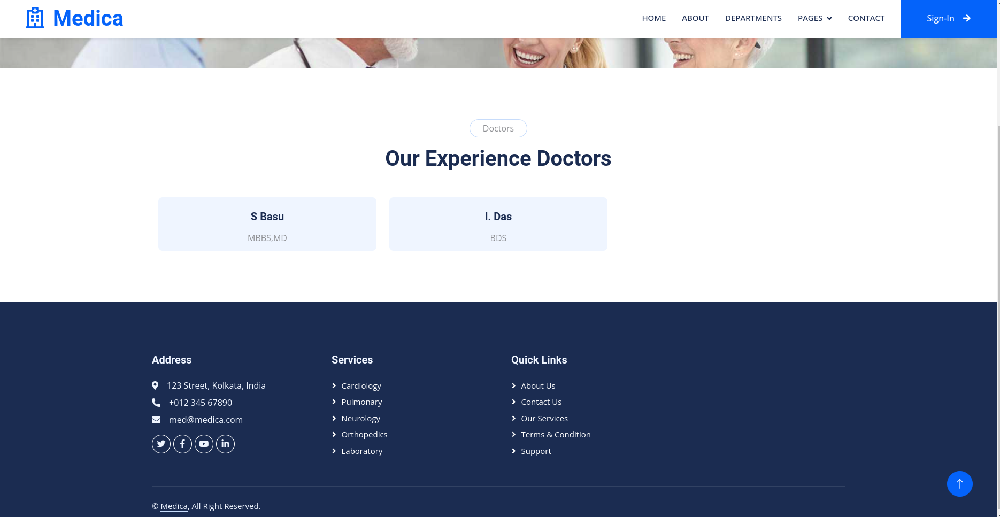 Medica
HOME ABOUT DEPARTMENTS PAGES CONTACT Sign-In
Doctors
Our Experience Doctors
S Basu
MBBS,MD
I. Das
BDS
Address
123 Street, Kolkata, India
+012 345 67890
med@medica.com
Services
Cardiology
Pulmonary
Neurology
Orthopedics
Laboratory
Quick Links
About Us
Contact Us
Our Services
Terms & Condition
Support
© Medica, All Right Reserved.